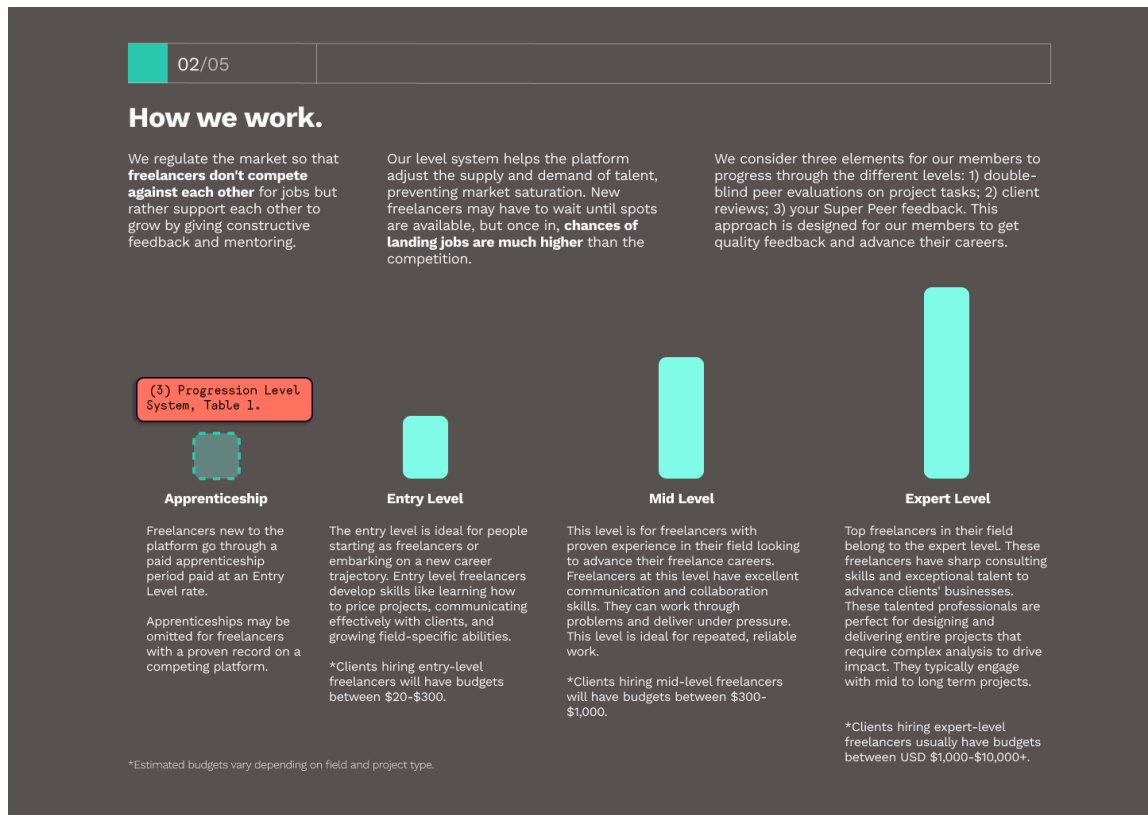 02/05
How we work.
We regulate the market so that
freelancers don't compete
against each other for jobs but
rather support each other to
grow by giving constructive
feedback and mentoring.
Our level system helps the platform
adjust the supply and demand of talent,
preventing market saturation. New
freelancers may have to wait until spots
are available, but once in, chances of
landing jobs are much higher than the
competition.
We consider three elements for our members to
progress through the different levels: 1) double-
blind peer evaluations on project tasks; 2) client
reviews; 3) your Super Peer feedback. This
approach is designed for our members to get
quality feedback and advance their careers.
(3) Progression Level
System, Table 1.
Apprenticeship
Freelancers new to the
platform go through a
paid apprenticeship
period paid at an Entry
Level rate.
Apprenticeships may be
omitted for freelancers
with a proven record on a
competing platform.
Entry Level
The entry level is ideal for people
starting as freelancers or
embarking on a new career
trajectory. Entry level freelancers
develop skills like learning how
to price projects, communicating
effectively with clients, and
growing field-specific abilities.
*Clients hiring entry-level
freelancers will have budgets
between $20-$300.
Mid Level
This level is for freelancers with
proven experience in their field looking
to advance their freelance careers.
Freelancers at this level have excellent
communication and collaboration
skills. They can work through
problems and deliver under pressure.
This level is ideal for repeated, reliable
work.
*Clients hiring mid-level freelancers
will have budgets between $300-
$1,000.
Expert Level
Top freelancers in their field
belong to the expert level. These
freelancers have sharp consulting
skills and exceptional talent to
advance clients' businesses.
These talented professionals are
perfect for designing and
delivering entire projects that
require complex analysis to drive
impact. They typically engage
with mid to long term projects.
*Clients hiring expert-level
freelancers usually have budgets
between USD $1,000-$10,000+.
*Estimated budgets vary depending on field and project type.